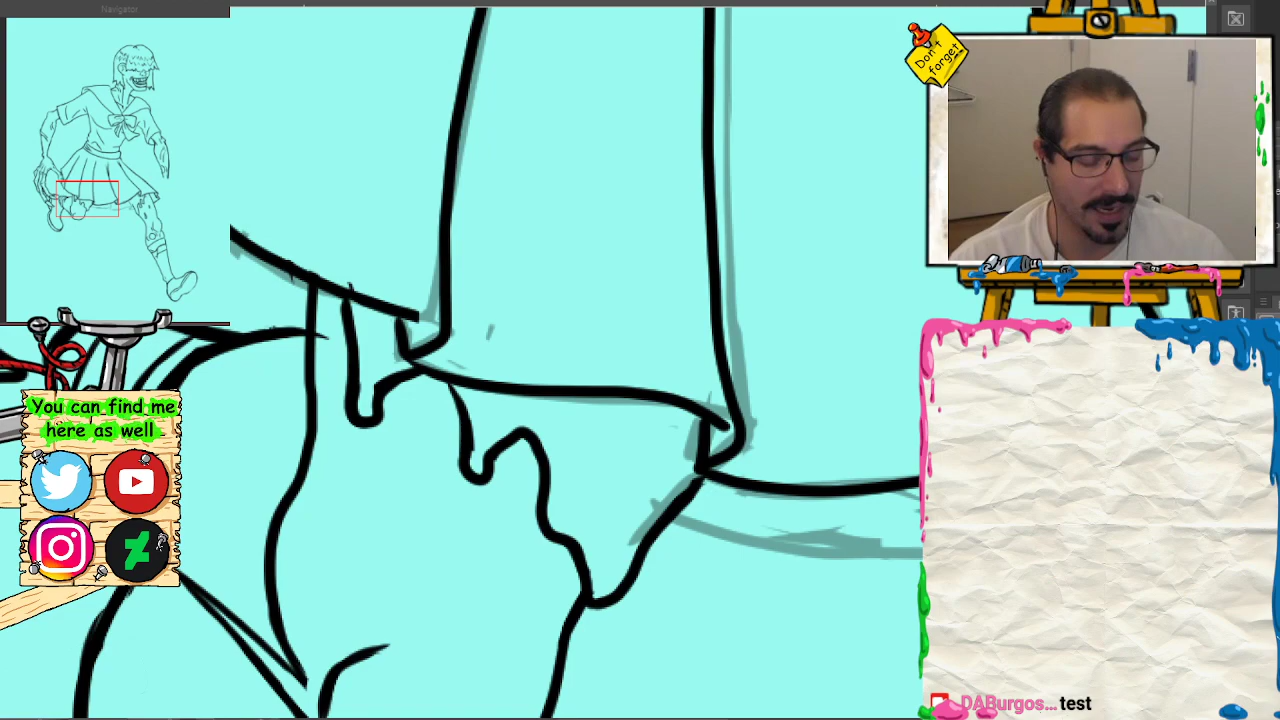 Navigator
Don't
forget
You can find me
here as well
DABurgos... test